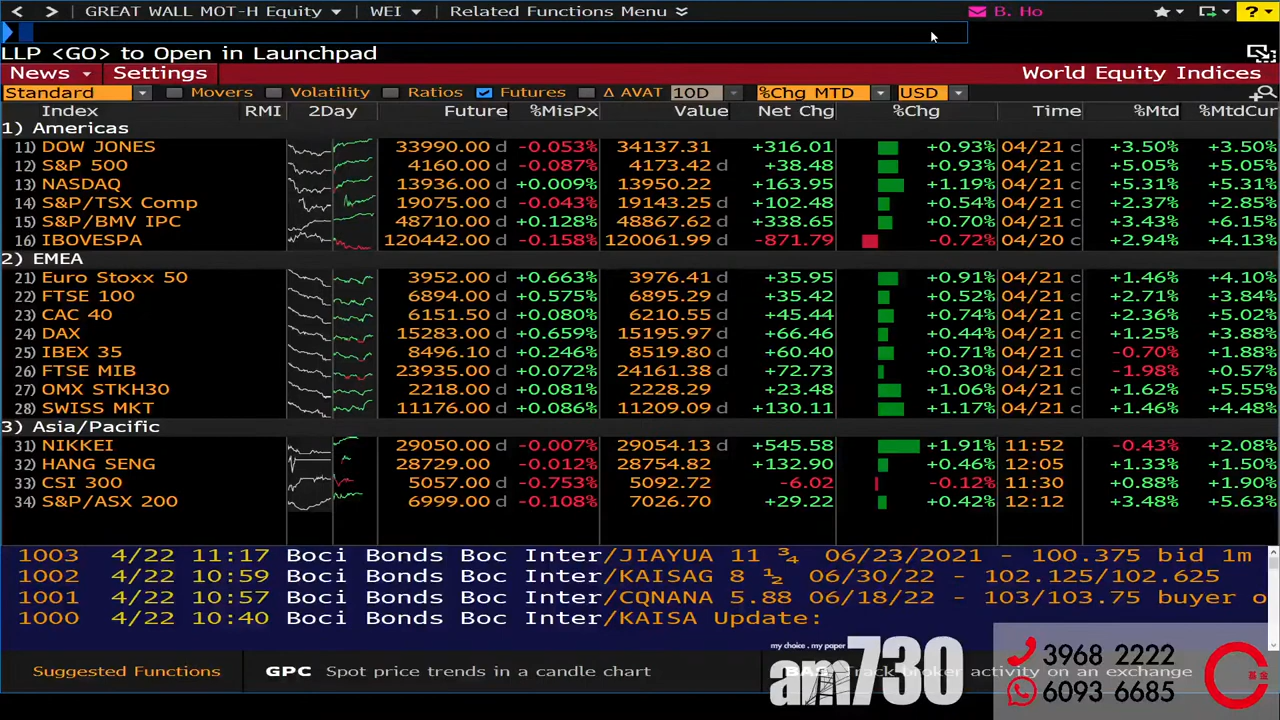 < > GREAT WALL MOT-H Equity WEI Related Functions Menu B. Ho ?
LLP <GO> to Open in Launchpad
News Settings World Equity Indices
Standard Movers Volatility Ratios Futures Δ AVAT 10D %Chg MTD USD
Index RMI 2Day Future %MisPx Value Net Chg %Chg Time %Mtd %MtdCur
1) Americas
11) DOW JONES 33990.00 d -0.053% 34137.31 +316.01 +0.93% 04/21 c +3.50% +3.50%
12) S&P 500 4160.00 d -0.087% 4173.42 d +38.48 +0.93% 04/21 c +5.05% +5.05%
13) NASDAQ 13936.00 d +0.009% 13950.22 +163.95 +1.19% 04/21 c +5.31% +5.31%
14) S&P/TSX Comp 19075.00 d -0.043% 19143.25 d +102.48 +0.54% 04/21 c +2.37% +2.85%
15) S&P/BMV IPC 48710.00 d +0.128% 48867.62 d +338.65 +0.70% 04/21 c +3.43% +6.15%
16) IBOVESPA 120442.00 d -0.158% 120061.99 d -871.79 -0.72% 04/20 c +2.94% +4.13%
2) EMEA
21) Euro Stoxx 50 3952.00 d +0.663% 3976.41 d +35.95 +0.91% 04/21 c +1.46% +4.10%
22) FTSE 100 6894.00 d +0.575% 6895.29 d +35.42 +0.52% 04/21 c +2.71% +3.84%
23) CAC 40 6151.50 d +0.080% 6210.55 d +45.44 +0.74% 04/21 c +2.36% +5.02%
24) DAX 15283.00 d +0.659% 15195.97 d +66.46 +0.44% 04/21 c +1.25% +3.88%
25) IBEX 35 8496.10 d +0.246% 8519.80 d +60.40 +0.71% 04/21 c -0.70% +1.88%
26) FTSE MIB 23935.00 d +0.072% 24161.38 d +72.73 +0.30% 04/21 c -1.98% +0.57%
27) OMX STKH30 2218.00 d +0.081% 2228.29 d +23.48 +1.06% 04/21 c +1.62% +5.55%
28) SWISS MKT 11176.00 d +0.086% 11209.09 d +130.11 +1.17% 04/21 c +1.46% +4.48%
3) Asia/Pacific
31) NIKKEI 29050.00 d -0.007% 29054.13 d +545.58 +1.91% 11:52 -0.43% +2.08%
32) HANG SENG 28729.00 -0.012% 28754.82 +132.90 +0.46% 12:05 +1.33% +1.50%
33) CSI 300 5057.00 d -0.753% 5092.72 -6.02 -0.12% 11:30 +0.88% +1.90%
34) S&P/ASX 200 6999.00 d -0.108% 7026.70 +29.22 +0.42% 12:12 +3.48% +5.63%
1003 4/22 11:17 Boci Bonds Boc Inter/JIAYUA 11 ¾ 06/23/2021 - 100.375 bid 1m
1002 4/22 10:59 Boci Bonds Boc Inter/KAISAG 8 ½ 06/30/22 - 102.125/102.625
1001 4/22 10:57 Boci Bonds Boc Inter/CQNANA 5.88 06/18/22 - 103/103.75 buyer o
1000 4/22 10:40 Boci Bonds Boc Inter/KAISA Update:
my choice . my paper
am730
3968 2222
6093 6685
基金
Suggested Functions GPC Spot price trends in a candle chart broker activity on an exchange